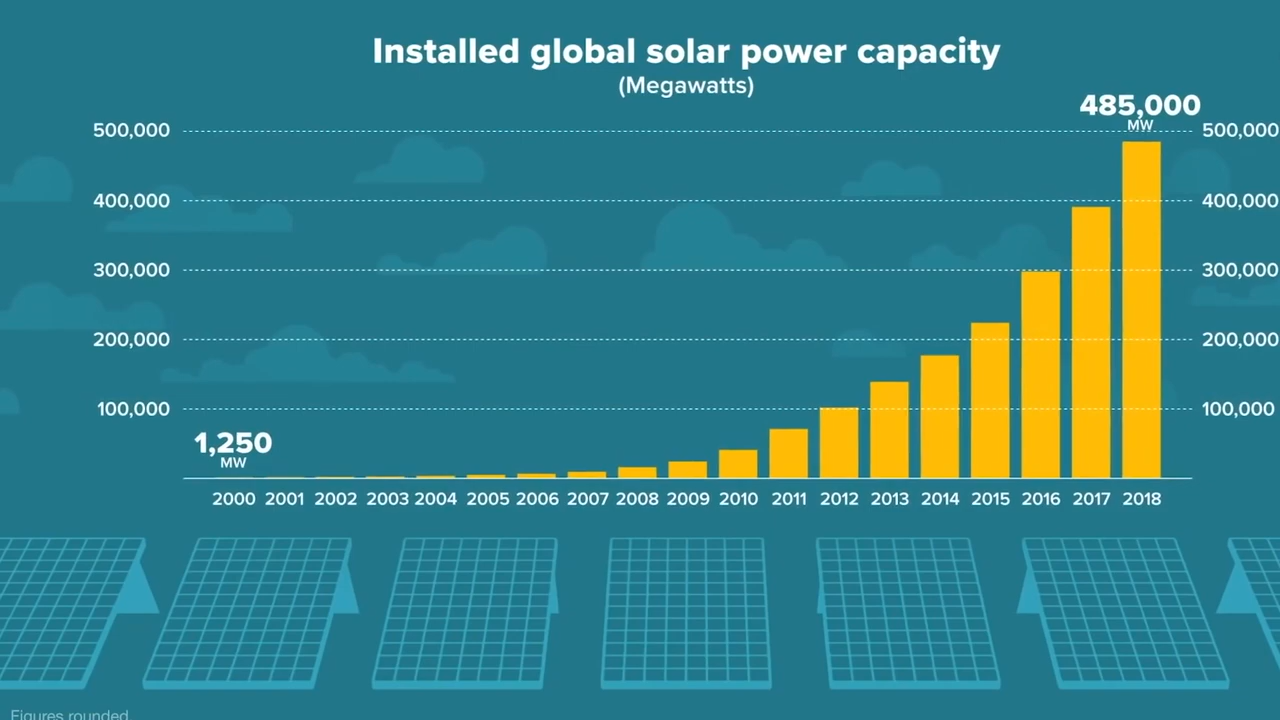 Installed global solar power capacity
(Megawatts)
485,000
MW
500,000 500,000
400,000 400,000
300,000 300,000
200,000 200,000
100,000 100,000
1,250
MW
2000 2001 2002 2003 2004 2005 2006 2007 2008 2009 2010 2011 2012 2013 2014 2015 2016 2017 2018
Figures rounded